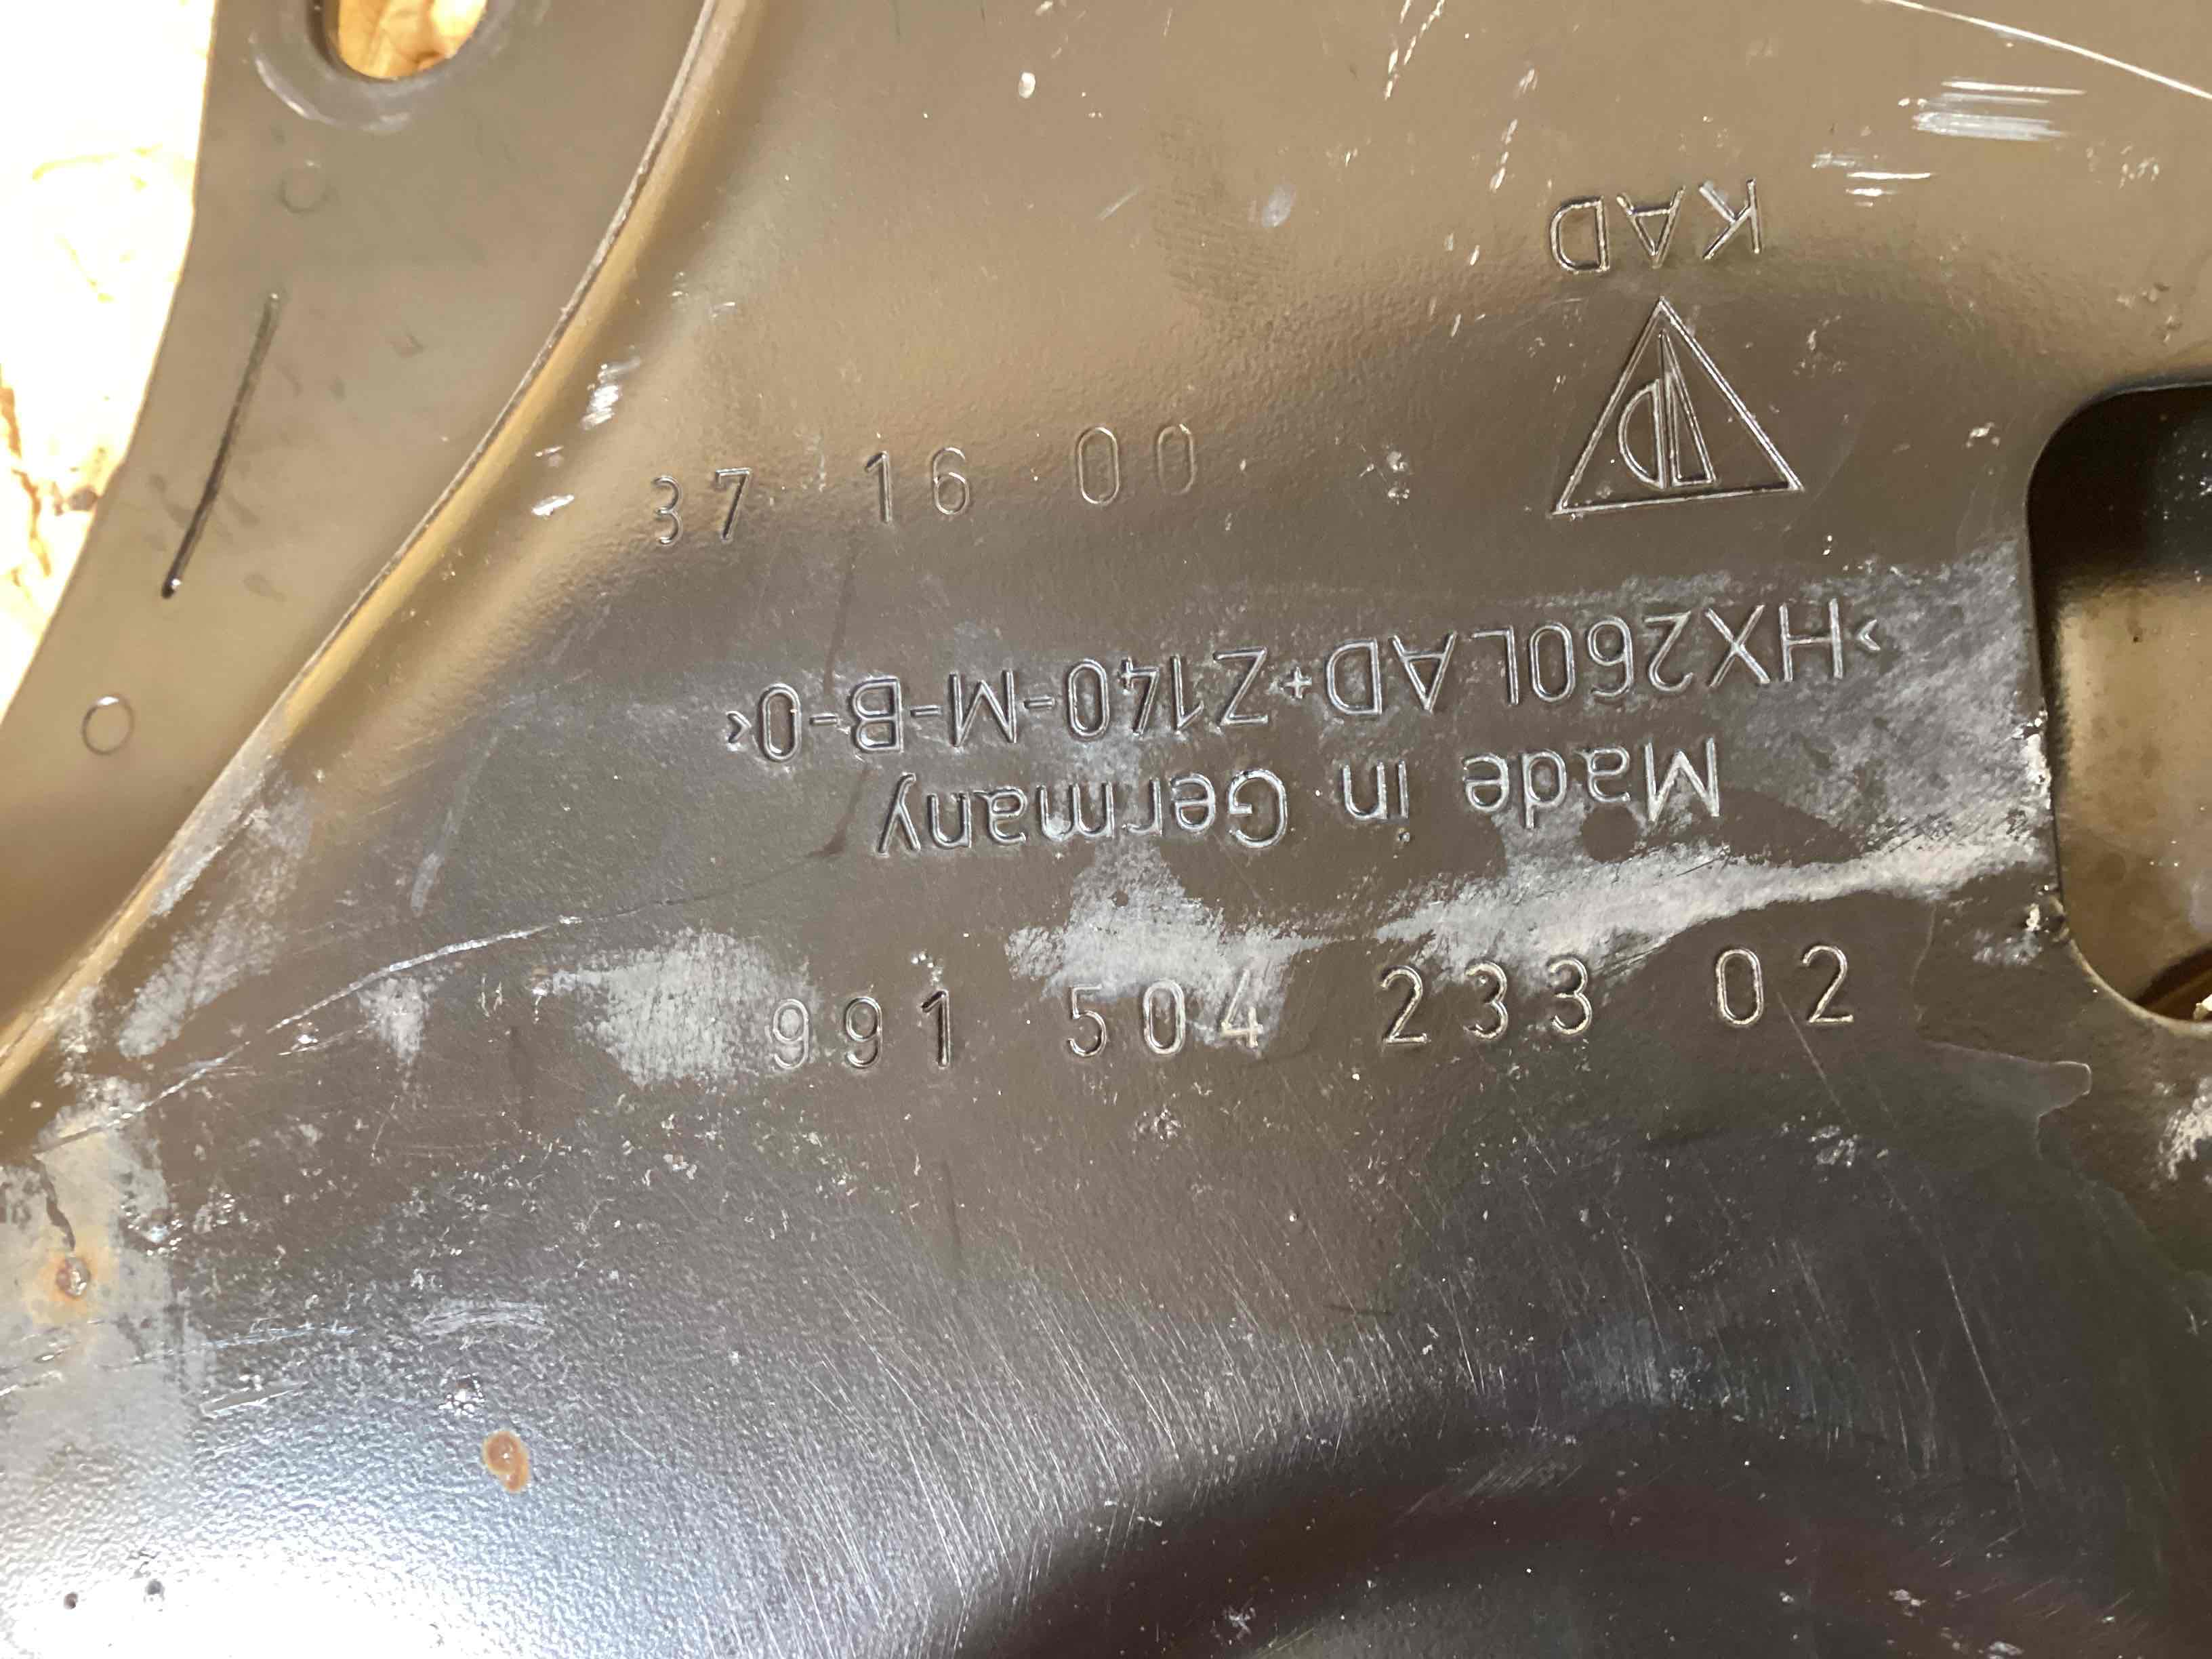 KAD
37 16 00
>HX260LAD+Z140-M-B-0<
Made in Germany
991 504 233 02